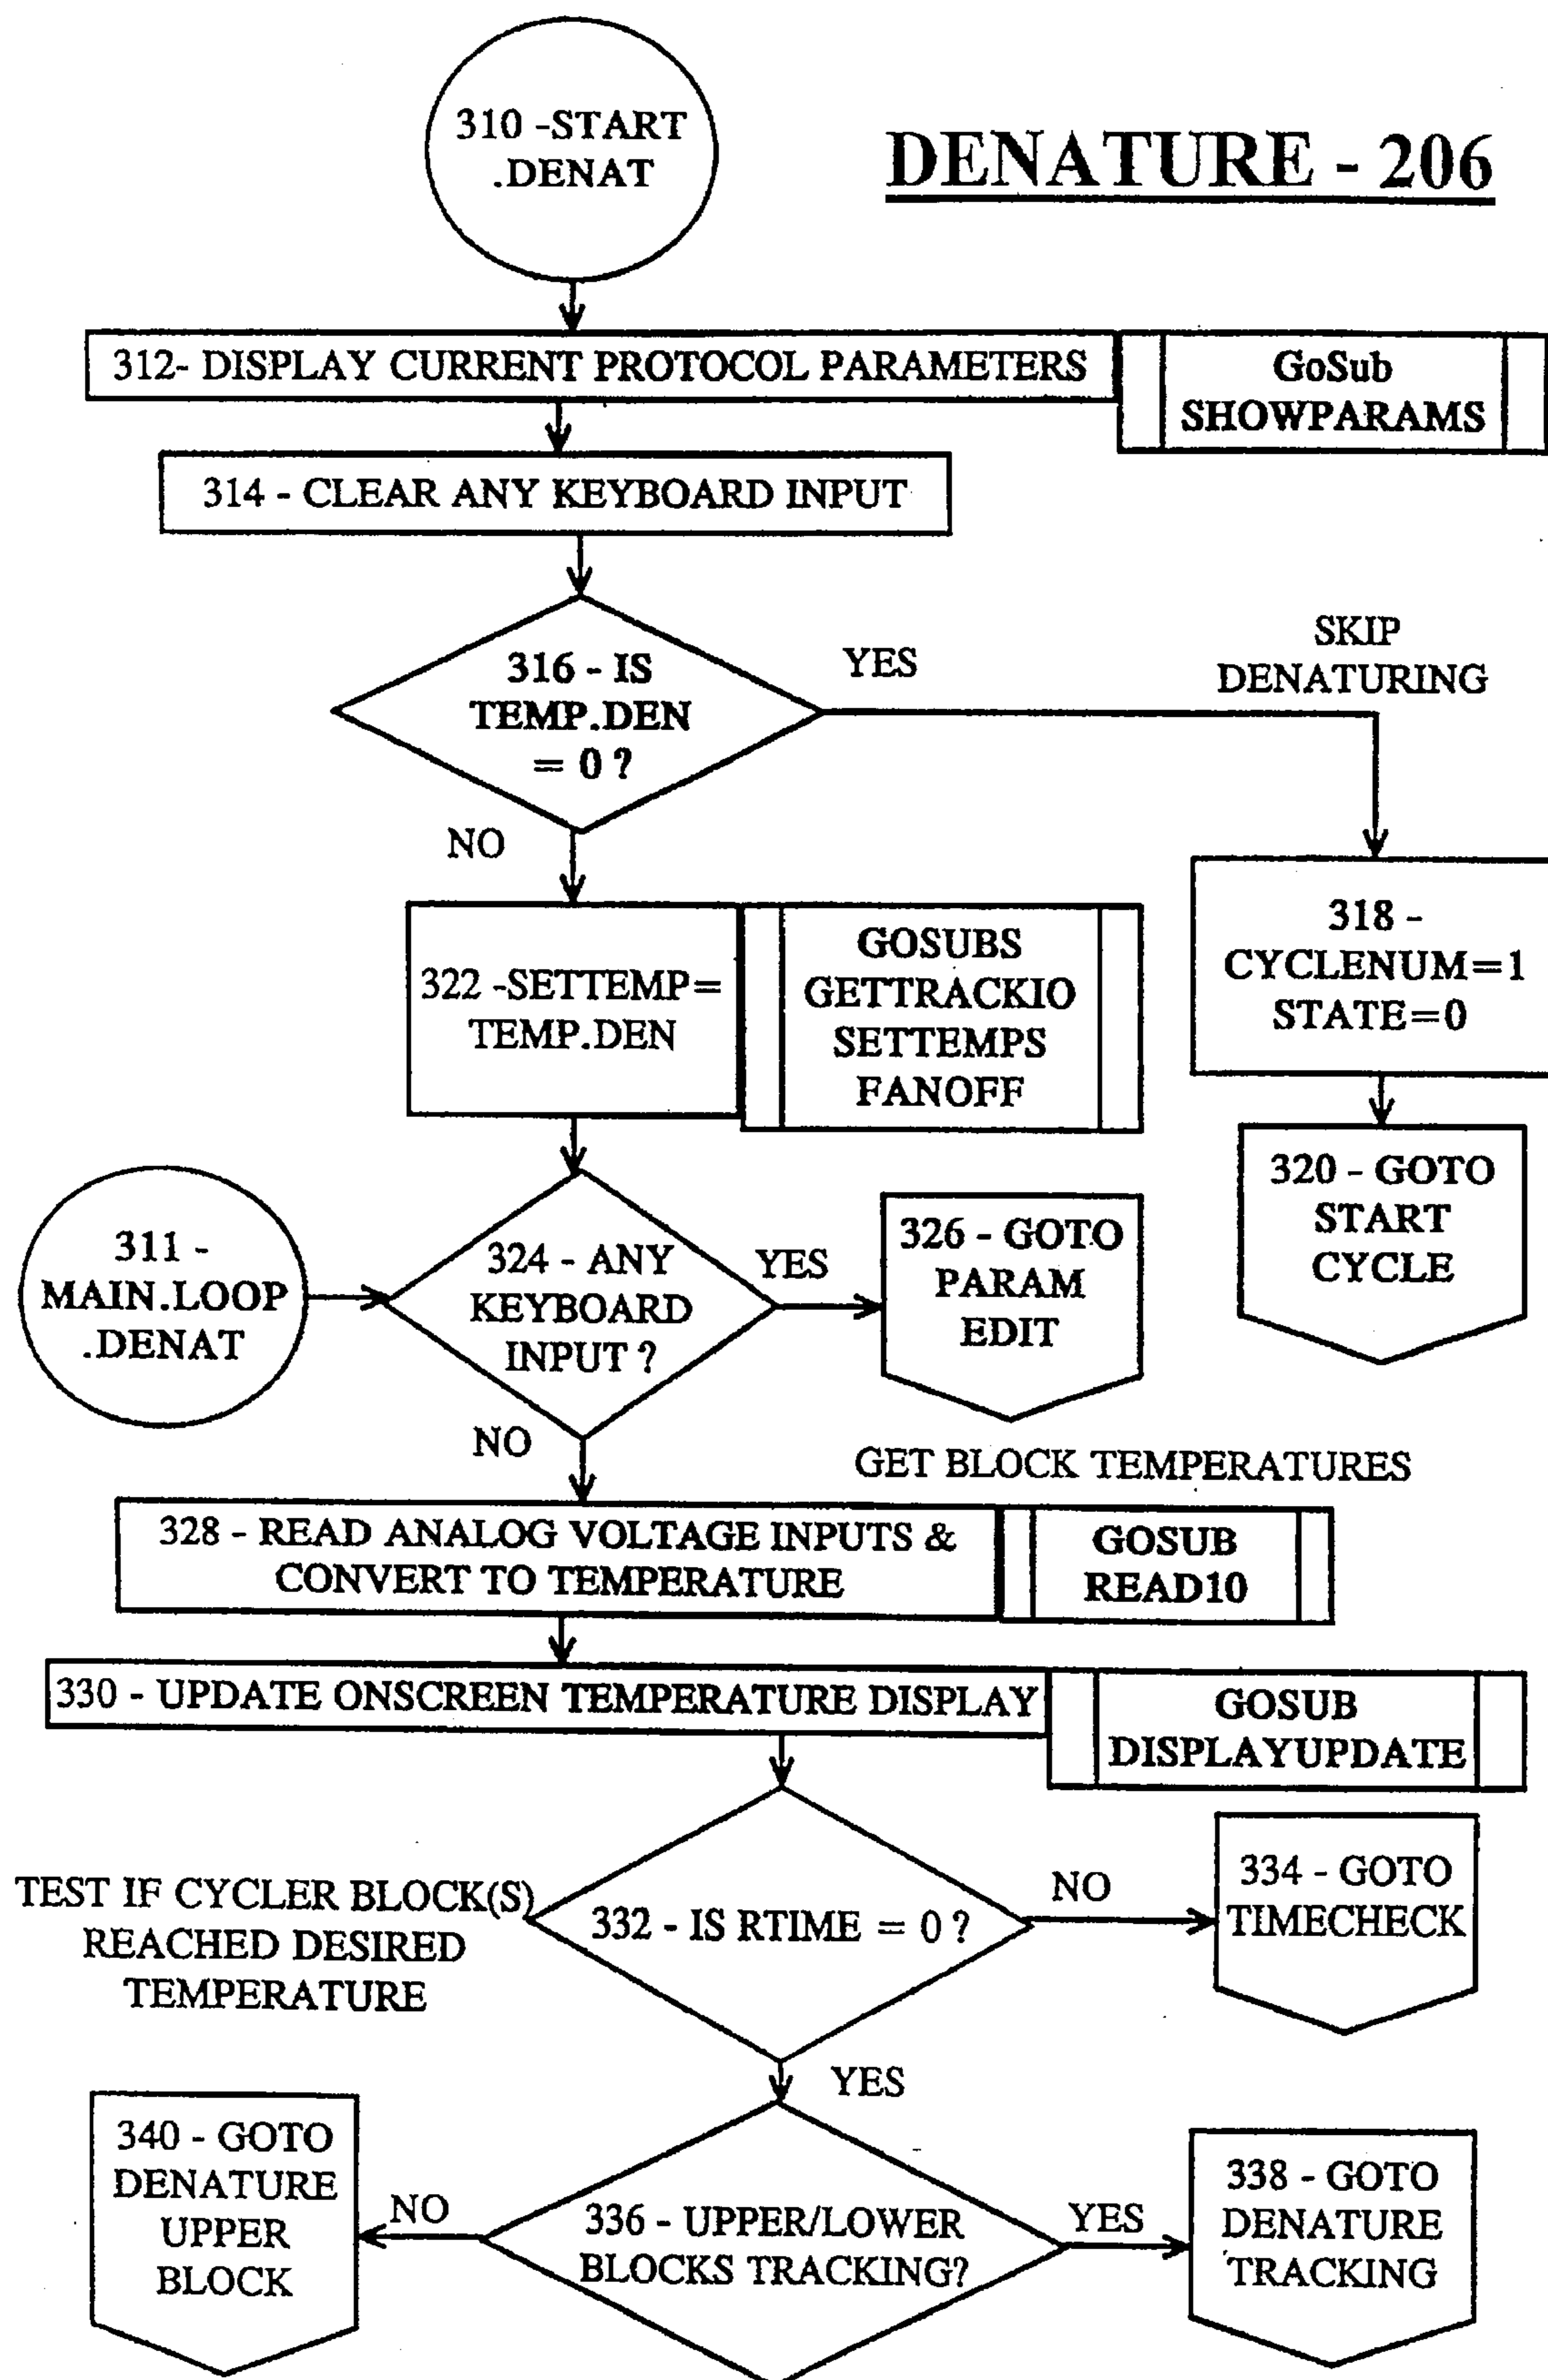 310 -START
.DENAT
DENATURE - 206
312- DISPLAY CURRENT PROTOCOL PARAMETERS
GoSub
SHOWPARAMS
314 - CLEAR ANY KEYBOARD INPUT
316 - IS
TEMP.DEN
= 0 ?
YES
SKIP
DENATURING
NO
318 -
CYCLENUM=1
STATE=0
322 -SETTEMP=
TEMP.DEN
GOSUBS
GETTRACKIO
SETTEMPS
FANOFF
320 - GOTO
START
CYCLE
311 -
MAIN.LOOP
.DENAT
324 - ANY
KEYBOARD
INPUT ?
YES
326 - GOTO
PARAM
EDIT
NO
GET BLOCK TEMPERATURES
328 - READ ANALOG VOLTAGE INPUTS &
CONVERT TO TEMPERATURE
GOSUB
READ10
330 - UPDATE ONSCREEN TEMPERATURE DISPLAY
GOSUB
DISPLAYUPDATE
TEST IF CYCLER BLOCK(S)
REACHED DESIRED
TEMPERATURE
332 - IS RTIME = 0 ?
NO
334 - GOTO
TIMECHECK
YES
340 - GOTO
DENATURE
UPPER
BLOCK
NO
336 - UPPER/LOWER
BLOCKS TRACKING?
YES
338 - GOTO
DENATURE
TRACKING